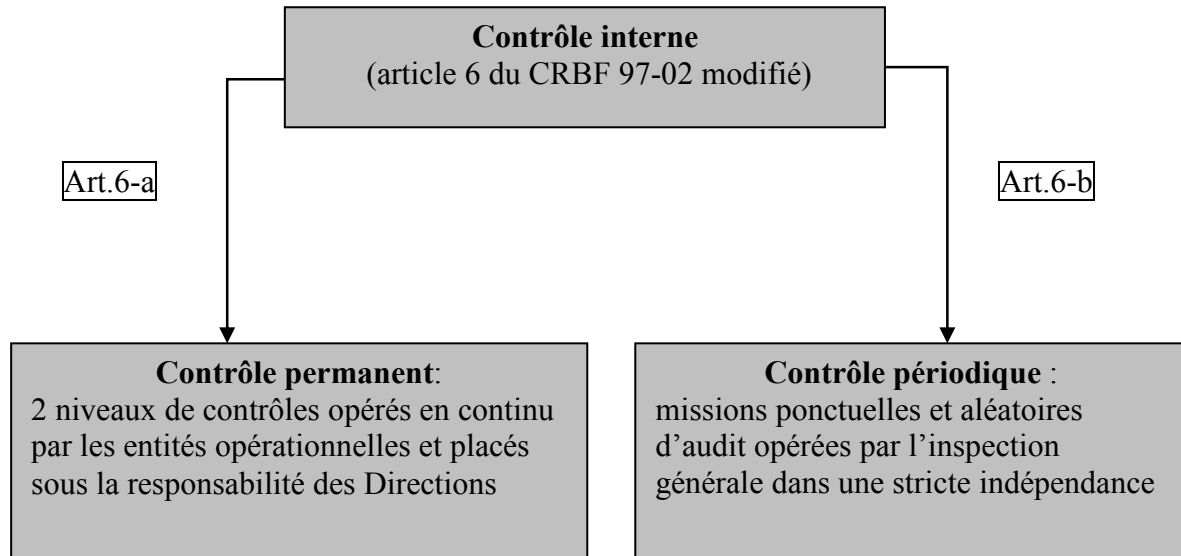 Contrôle interne
(article 6 du CRBF 97-02 modifié)
Art.6-a
Art.6-b
Contrôle permanent:
2 niveaux de contrôles opérés en continu
par les entités opérationnelles et placés
sous la responsabilité des Directions
Contrôle périodique :
missions ponctuelles et aléatoires
d’audit opérées par l’inspection
générale dans une stricte indépendance